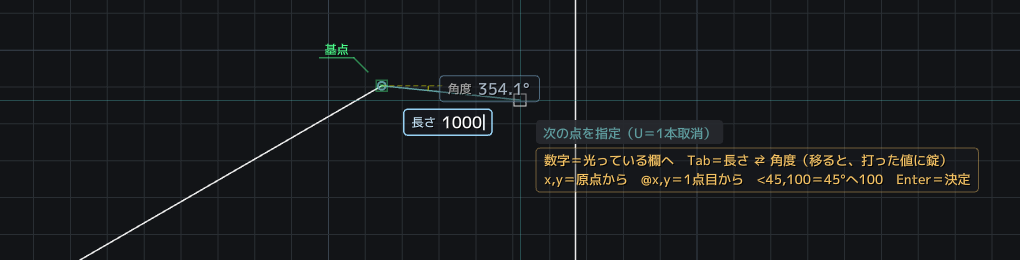 基点
角度 354.1°
長さ 1000
次の点を指定（U＝1本取消）
数字＝光っている欄へ　Tab＝長さ ⇄ 角度（移ると、打った値に錠）
x,y＝原点から　@x,y＝1点目から　<45,100＝45°へ100　Enter＝決定